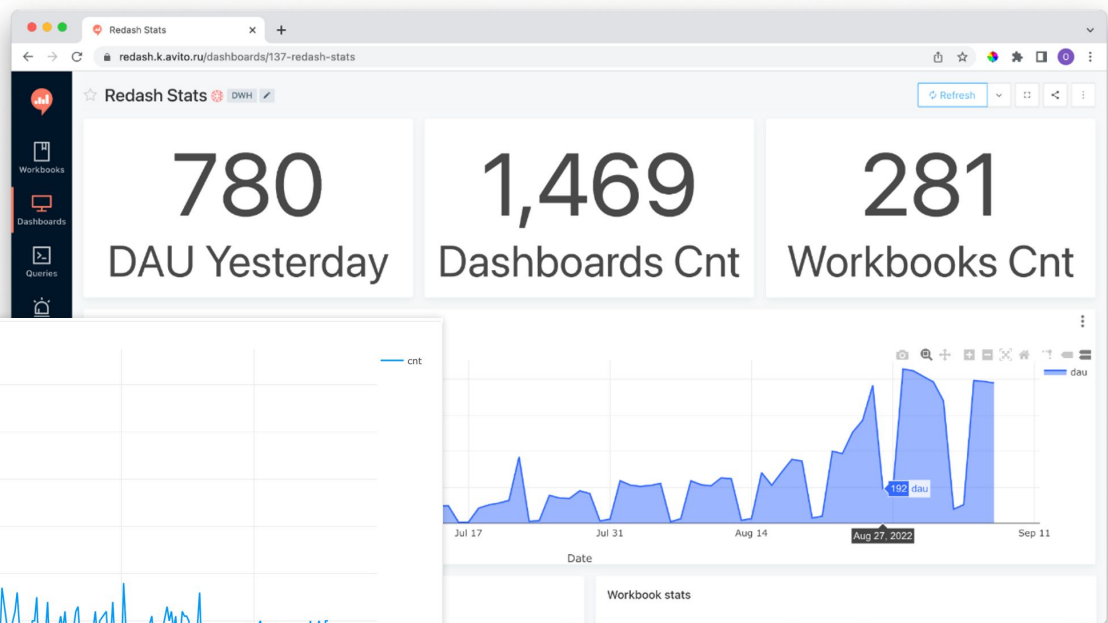 Redash Stats
redash.k.avito.ru/dashboards/137-redash-stats
O
Redash Stats
DWH
Refresh
Workbooks
Dashboards
Queries
780
DAU Yesterday
1,469
Dashboards Cnt
281
Workbooks Cnt
cnt
dau
192 dau
Jul 17
Jul 31
Aug 14
Aug 27, 2022
Sep 11
Date
Workbook stats